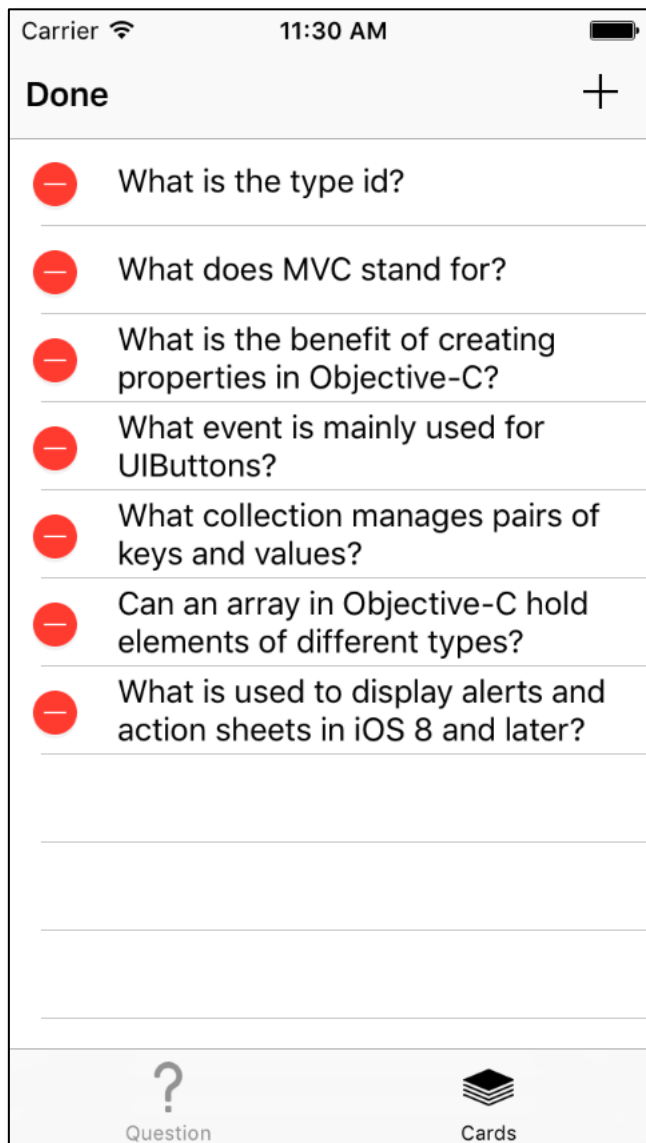 Carrier
11:30 AM
Done
What is the type id?
What does MVC stand for?
What is the benefit of creating
properties in Objective-C?
What event is mainly used for
UIButtons?
What collection manages pairs of
keys and values?
Can an array in Objective-C hold
elements of different types?
What is used to display alerts and
action sheets in iOS 8 and later?
Question
Cards